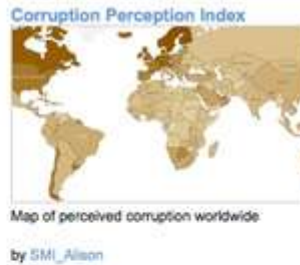 Corruption Perception Index
Map of perceived corruption worldwide
by SMI_Alison